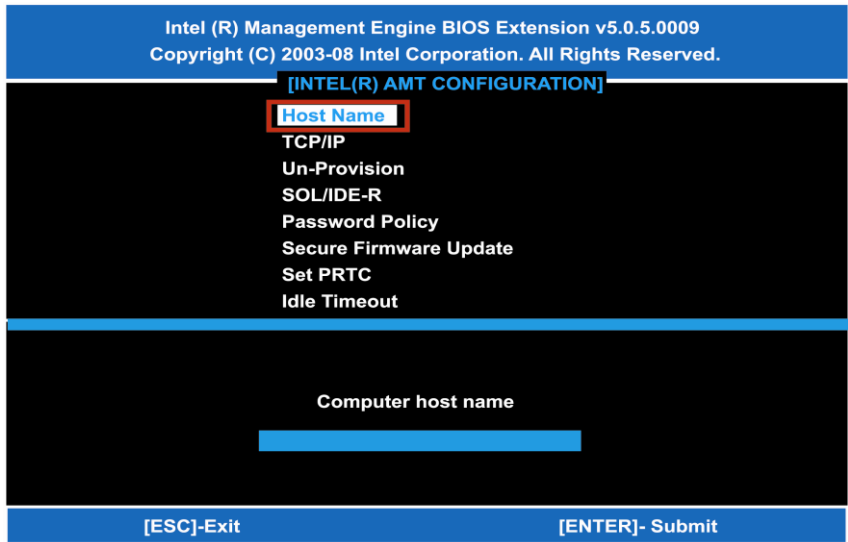 Intel (R) Management Engine BIOS Extension v5.0.5.0009
Copyright (C) 2003-08 Intel Corporation. All Rights Reserved.
[INTEL(R) AMT CONFIGURATION]
Host Name
TCP/IP
Un-Provision
SOL/IDE-R
Password Policy
Secure Firmware Update
Set PRTC
Idle Timeout
Computer host name
[ESC]-Exit [ENTER]- Submit